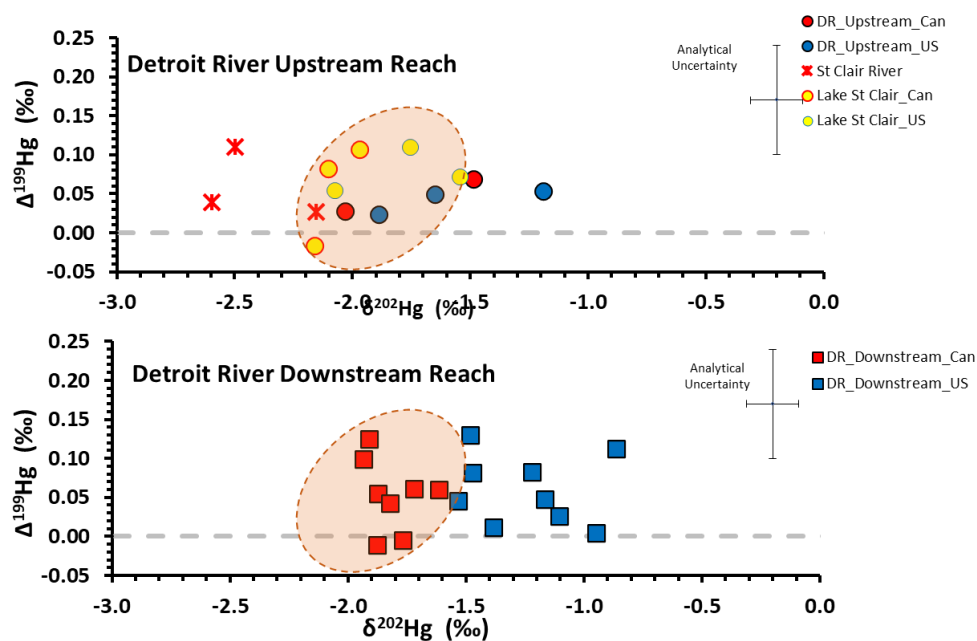 DR_Upstream_Can
DR_Upstream_US
St Clair River
Lake St Clair_Can
Lake St Clair_US
Analytical
Uncertainty
Detroit River Upstream Reach
Δ¹⁹⁹Hg (‰)
0.25
0.20
0.15
0.10
0.05
0.00
-0.05
-3.0 -2.5 -2.0 -1.5 -1.0 -0.5 0.0
δ²⁰²Hg (‰)
DR_Downstream_Can
DR_Downstream_US
Analytical
Uncertainty
Detroit River Downstream Reach
Δ¹⁹⁹Hg (‰)
0.25
0.20
0.15
0.10
0.05
0.00
-0.05
-3.0 -2.5 -2.0 -1.5 -1.0 -0.5 0.0
δ²⁰²Hg (‰)